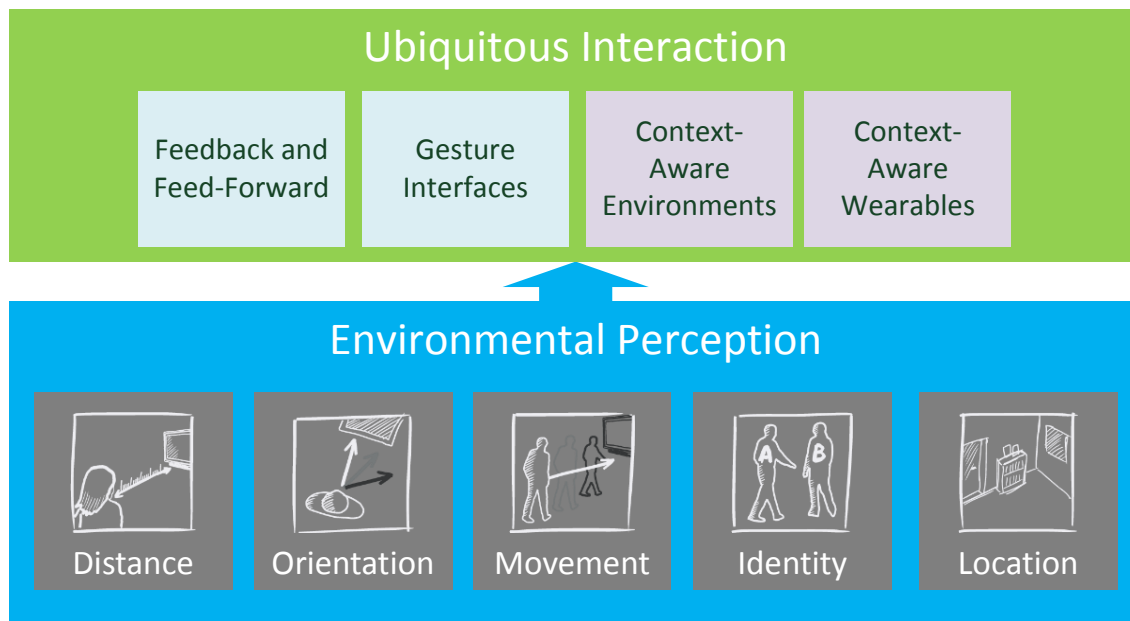 Ubiquitous Interaction
Feedback and
Feed-Forward
Gesture
Interfaces
Context-
Aware
Environments
Context-
Aware
Wearables
Environmental Perception
Distance
Orientation
Movement
A
B
Identity
Location